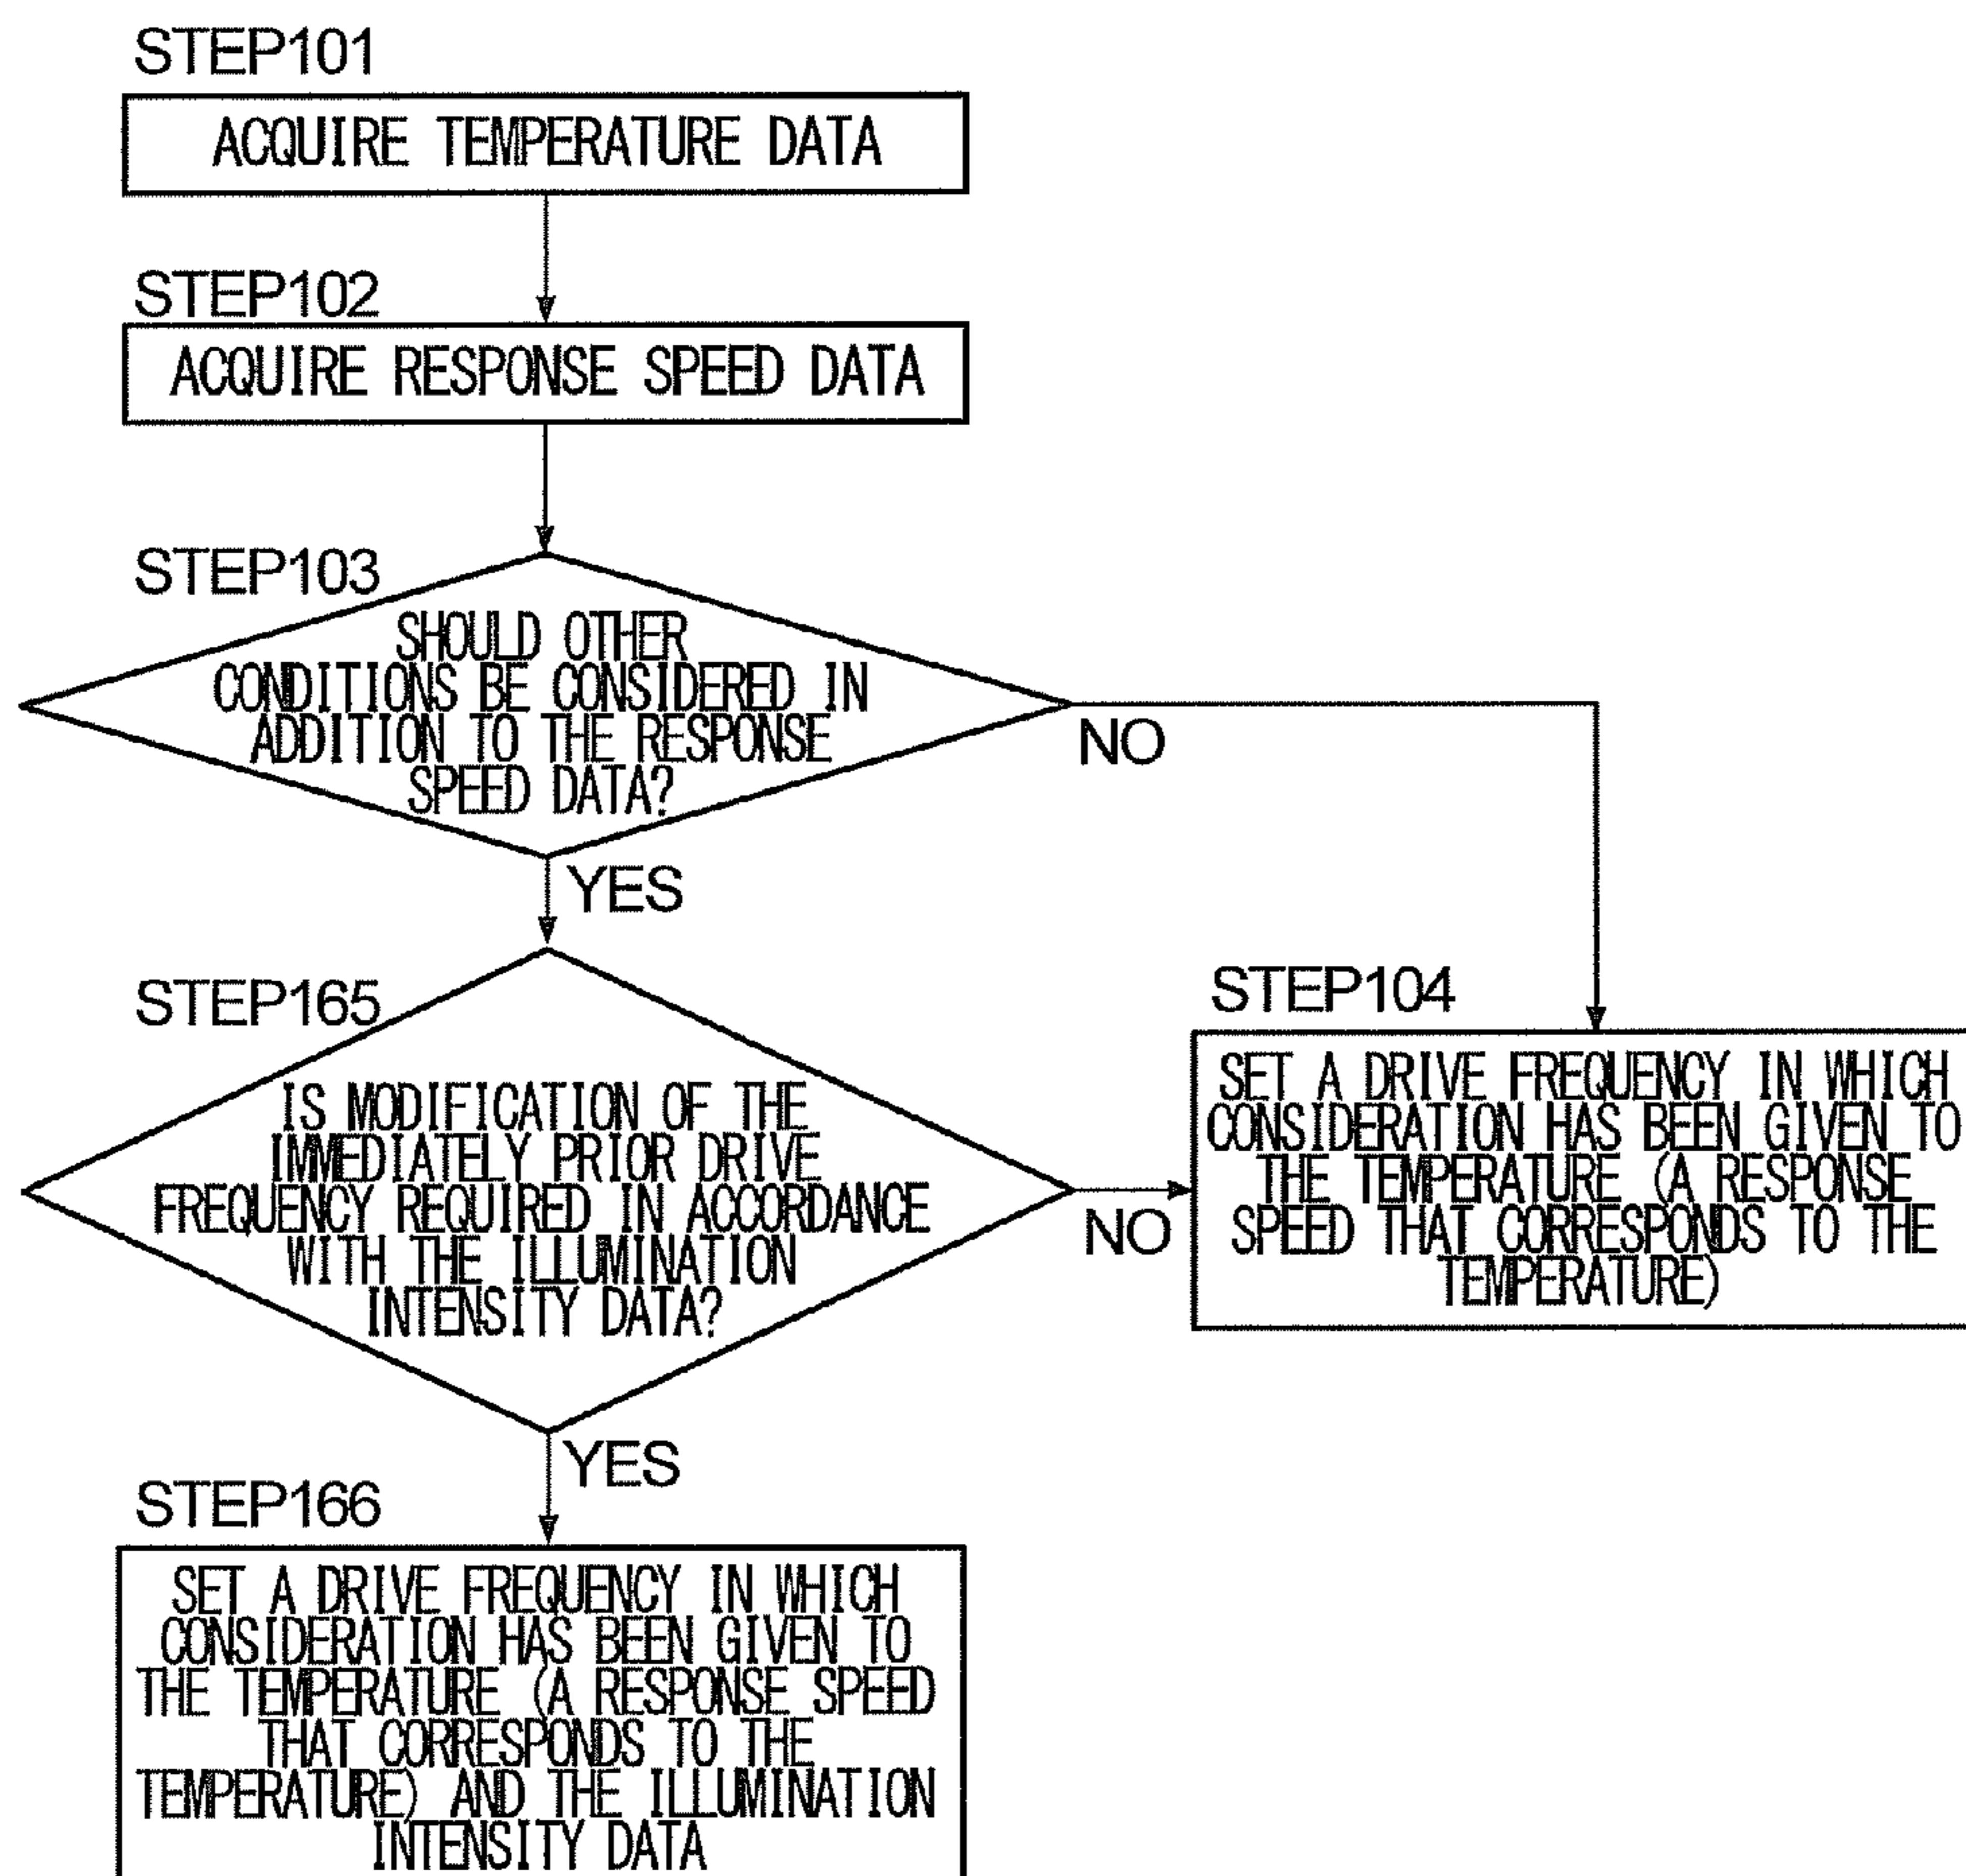 STEP101
ACQUIRE TEMPERATURE DATA
STEP102
ACQUIRE RESPONSE SPEED DATA
STEP103
SHOULD OTHER
CONDITIONS BE CONSIDERED IN
ADDITION TO THE RESPONSE
SPEED DATA?
NO
YES
STEP165
IS MODIFICATION OF THE
IMMEDIATELY PRIOR DRIVE
FREQUENCY REQUIRED IN ACCORDANCE
WITH THE ILLUMINATION
INTENSITY DATA?
NO
YES
STEP104
SET A DRIVE FREQUENCY IN WHICH
CONSIDERATION HAS BEEN GIVEN TO
THE TEMPERATURE (A RESPONSE
SPEED THAT CORRESPONDS TO THE
TEMPERATURE)
STEP166
SET A DRIVE FREQUENCY IN WHICH
CONSIDERATION HAS BEEN GIVEN TO
THE TEMPERATURE (A RESPONSE SPEED
THAT CORRESPONDS TO THE
TEMPERATURE) AND THE ILLUMINATION
INTENSITY DATA